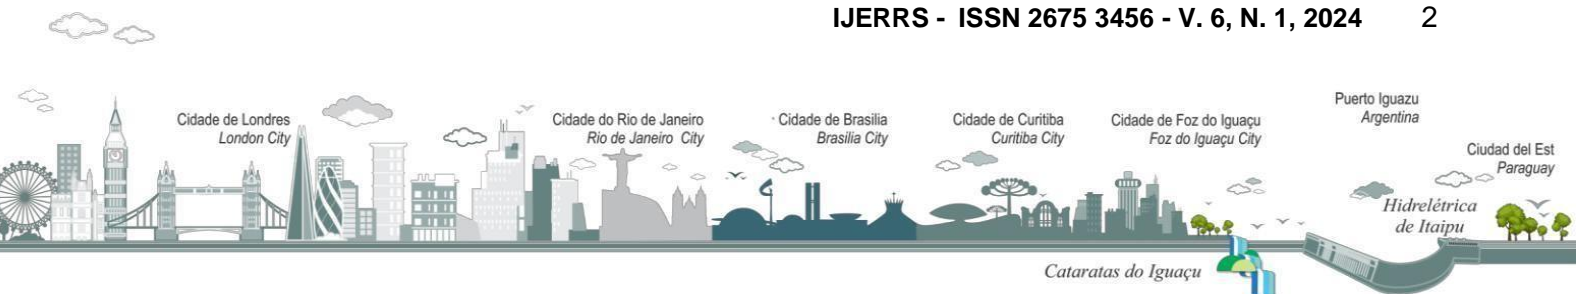 IJERRS - ISSN 2675 3456 - V. 6, N. 1, 2024 2
Cidade de Londres
London City
Cidade do Rio de Janeiro
Rio de Janeiro City
Cidade de Brasilia
Brasilia City
Cidade de Curitiba
Curitiba City
Cidade de Foz do Iguaçu
Foz do Iguaçu City
Puerto Iguazu
Argentina
Ciudad del Est
Paraguay
Hidrelétrica
de Itaipu
Cataratas do Iguaçu